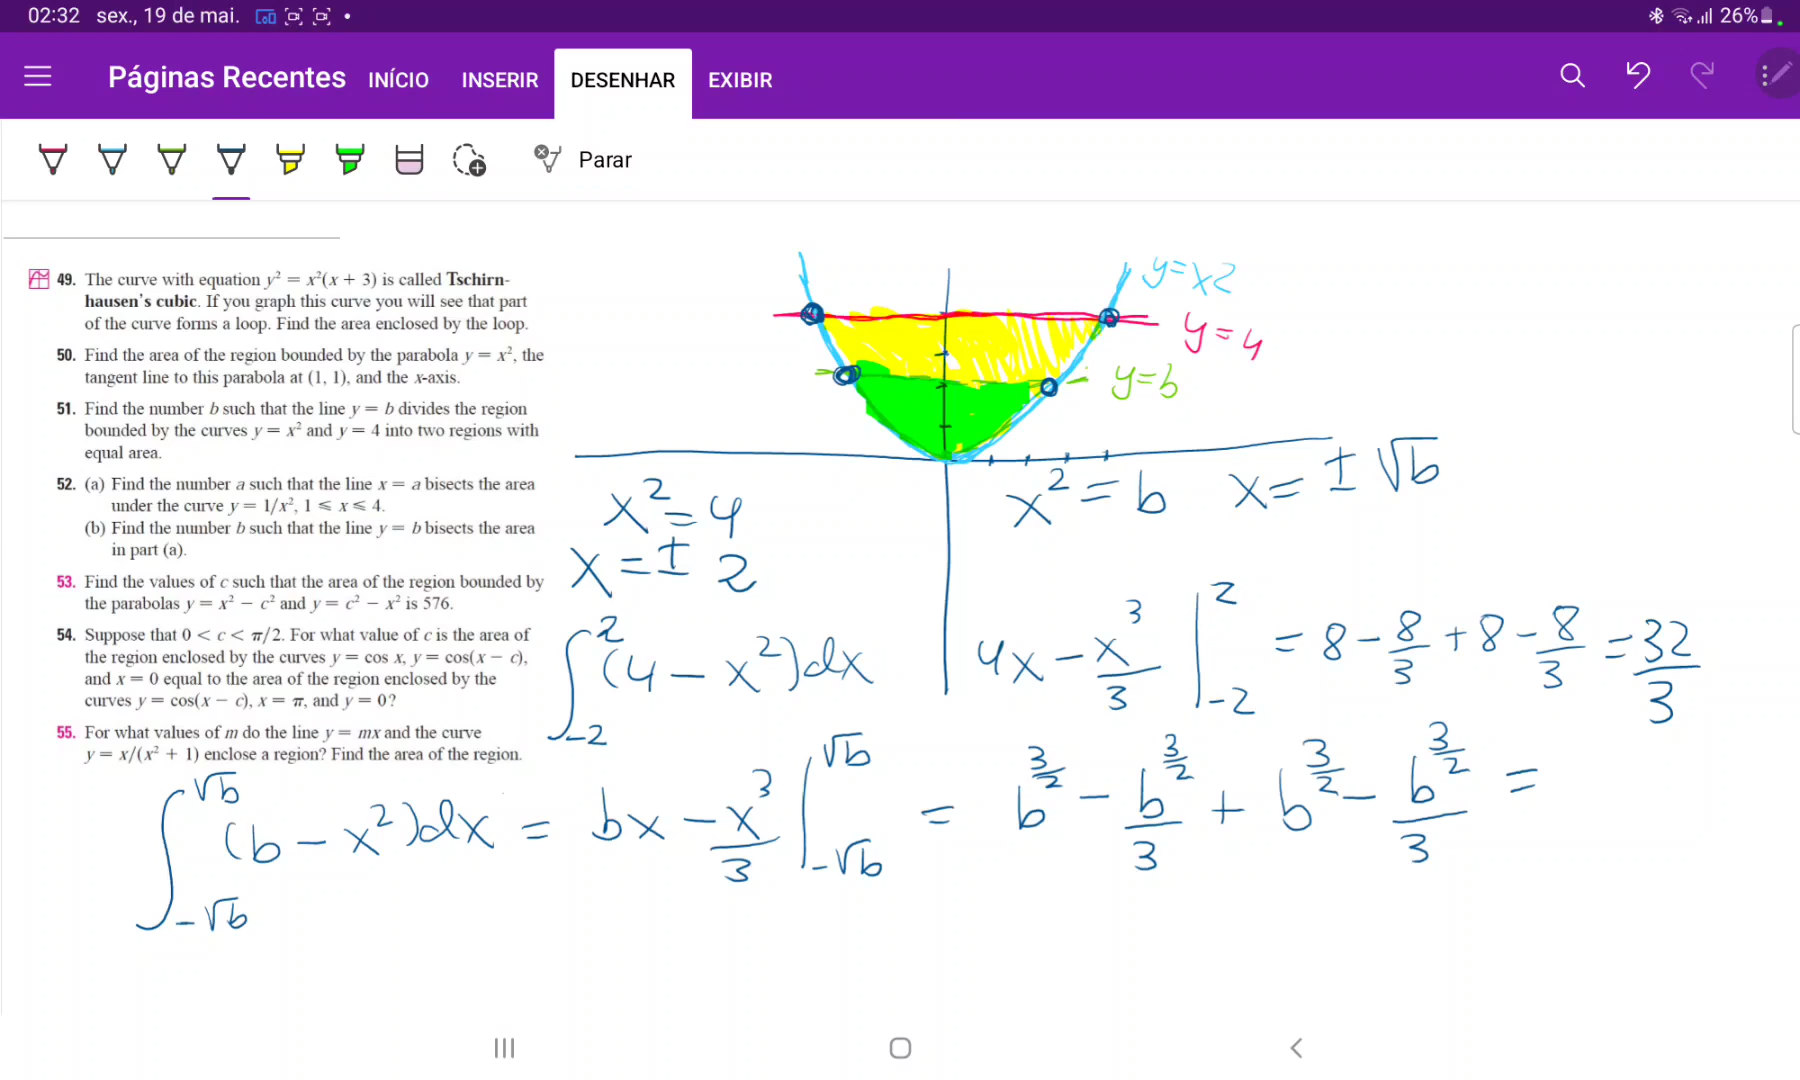 02:32 sex., 19 de mai. 26%
Páginas Recentes INÍCIO INSERIR DESENHAR EXIBIR
Parar
49. The curve with equation y² = x²(x + 3) is called Tschirn-
hausen's cubic. If you graph this curve you will see that part
of the curve forms a loop. Find the area enclosed by the loop.
50. Find the area of the region bounded by the parabola y = x², the
tangent line to this parabola at (1, 1), and the x-axis.
51. Find the number b such that the line y = b divides the region
bounded by the curves y = x² and y = 4 into two regions with
equal area.
52. (a) Find the number a such that the line x = a bisects the area
under the curve y = 1/x², 1 ⩽ x ⩽ 4.
(b) Find the number b such that the line y = b bisects the area
in part (a).
53. Find the values of c such that the area of the region bounded by
the parabolas y = x² − c² and y = c² − x² is 576.
54. Suppose that 0 < c < π/2. For what value of c is the area of
the region enclosed by the curves y = cos x, y = cos(x − c),
and x = 0 equal to the area of the region enclosed by the
curves y = cos(x − c), x = π, and y = 0?
55. For what values of m do the line y = mx and the curve
y = x/(x² + 1) enclose a region? Find the area of the region.
y=x2
y=4
y=b
x²=4
x=± 2
x²=b x=±√b
∫₋₂²(4−x²)dx 4x−x³/3 |₋₂² =8−8/3+8−8/3=32/3
∫_{-√b}^{√b}(b−x²)dx = bx−x³/3 |_{-√b}^{√b} = b^{3/2}−b^{3/2}/3+b^{3/2}−b^{3/2}/3=